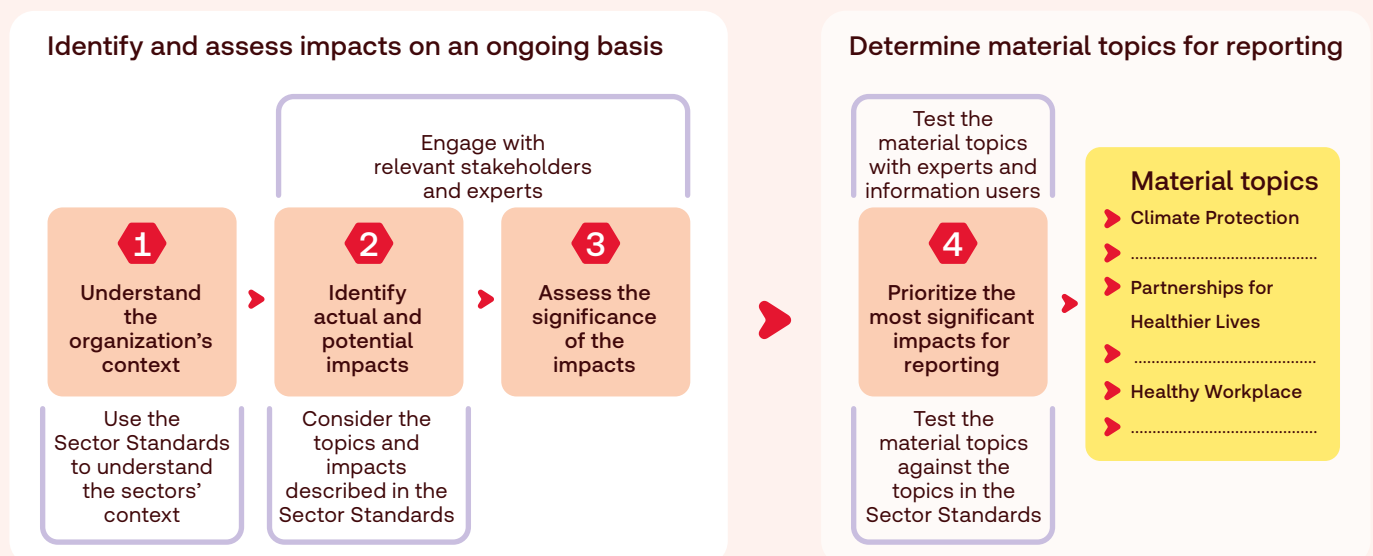 Identify and assess impacts on an ongoing basis
Engage with
relevant stakeholders
and experts
1
Understand
the
organization's
context
Use the
Sector Standards
to understand
the sectors'
context
2
Identify
actual and
potential
impacts
Consider the
topics and
impacts
described in the
Sector Standards
3
Assess the
significance
of the
impacts
Determine material topics for reporting
Test the
material topics
with experts and
information users
4
Prioritize the
most significant
impacts for
reporting
Test the
material topics
against the
topics in the
Sector Standards
Material topics
Climate Protection
...........................................
Partnerships for
Healthier Lives
..........................................
Healthy Workplace
...........................................